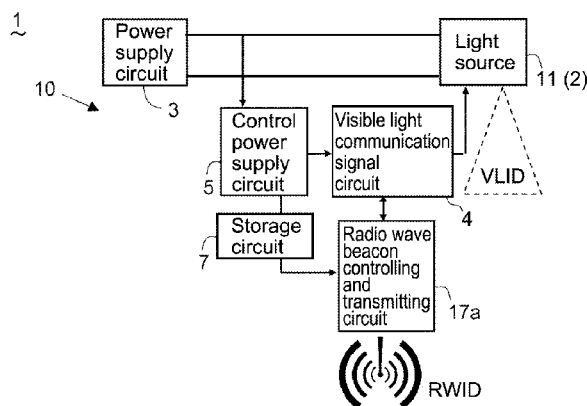 1
Power
supply
circuit
Light
source
10
3
11 (2)
Control
power
supply
circuit
Visible light
communication
signal
circuit
VLID
5
4
Storage
circuit
7
Radio wave
beacon
controlling
and
transmitting
circuit
17a
RWID